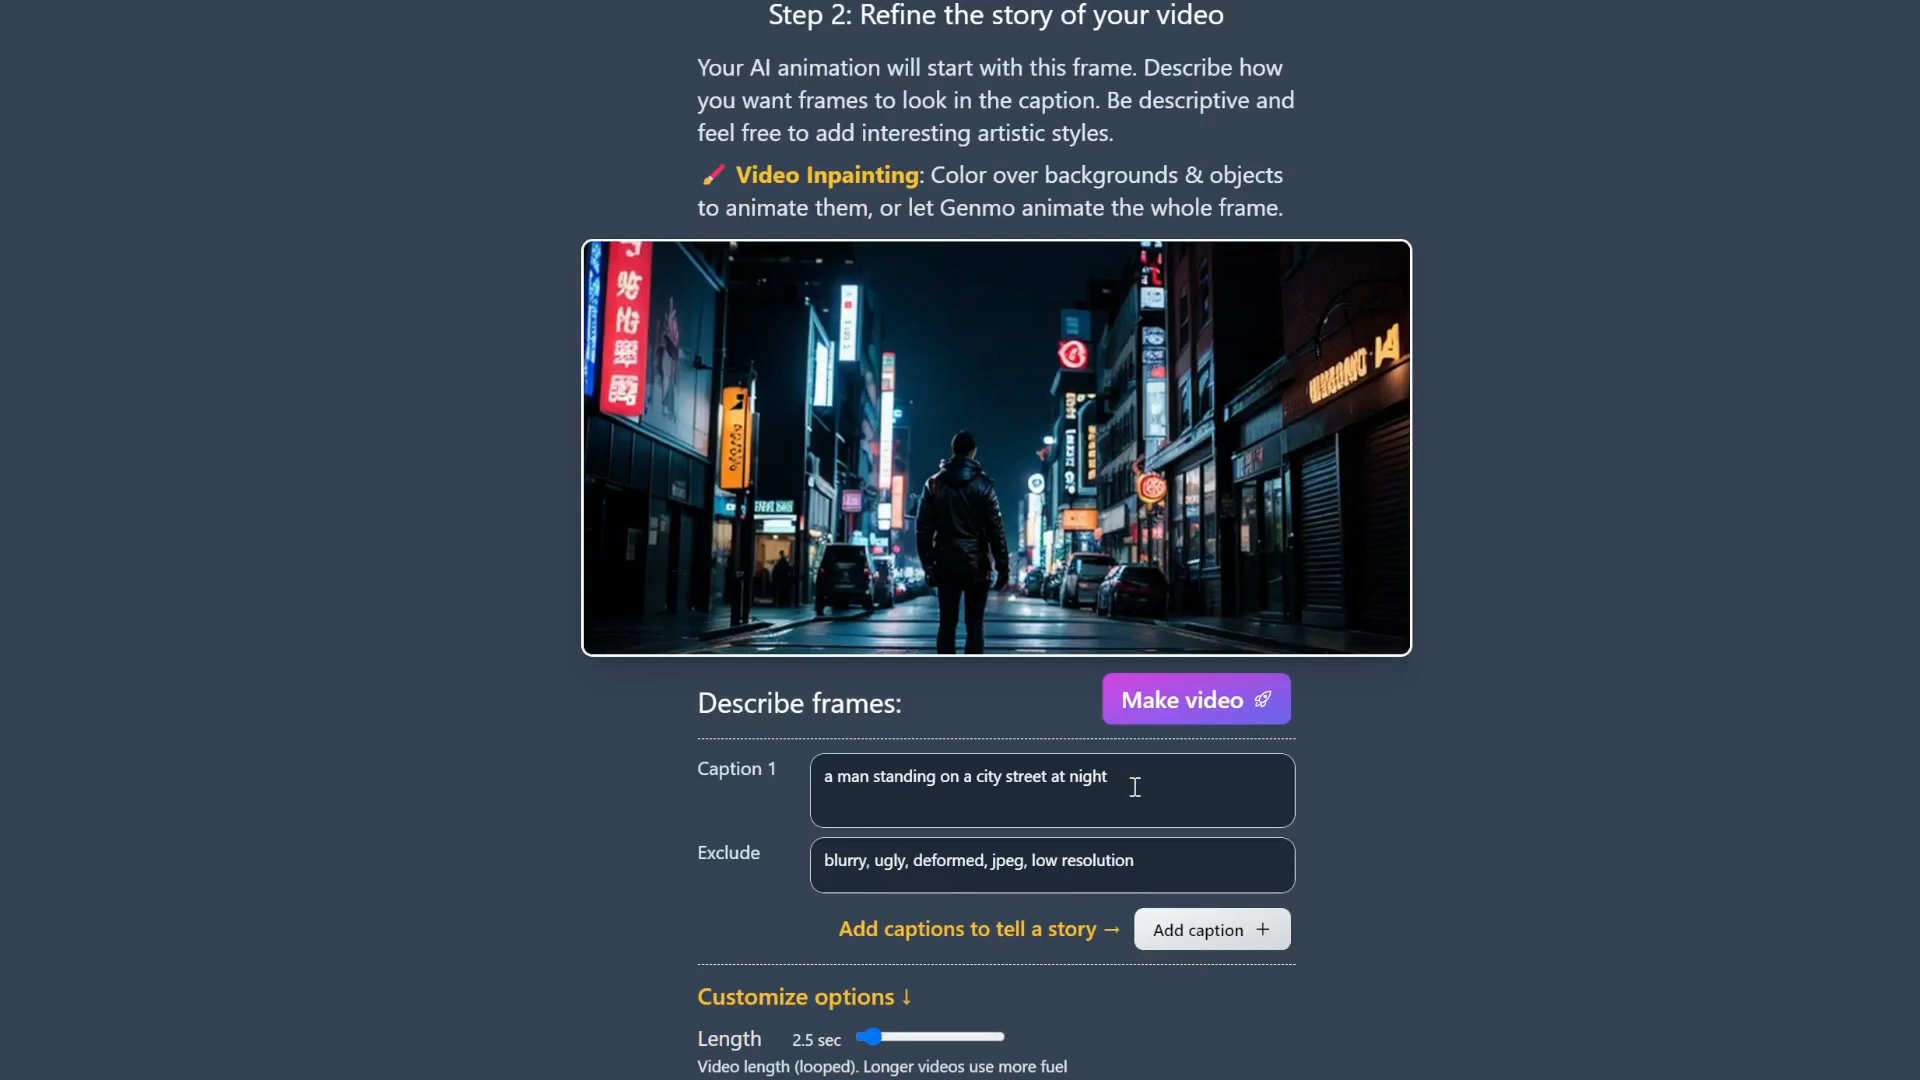 Step 2: Refine the story of your video
Your AI animation will start with this frame. Describe how
you want frames to look in the caption. Be descriptive and
feel free to add interesting artistic styles.
Video Inpainting: Color over backgrounds & objects
to animate them, or let Genmo animate the whole frame.
Describe frames:
Make video
Caption 1
a man standing on a city street at night
Exclude
blurry, ugly, deformed, jpeg, low resolution
Add captions to tell a story →
Add caption +
Customize options ↓
Length 2.5 sec
Video length (looped). Longer videos use more fuel